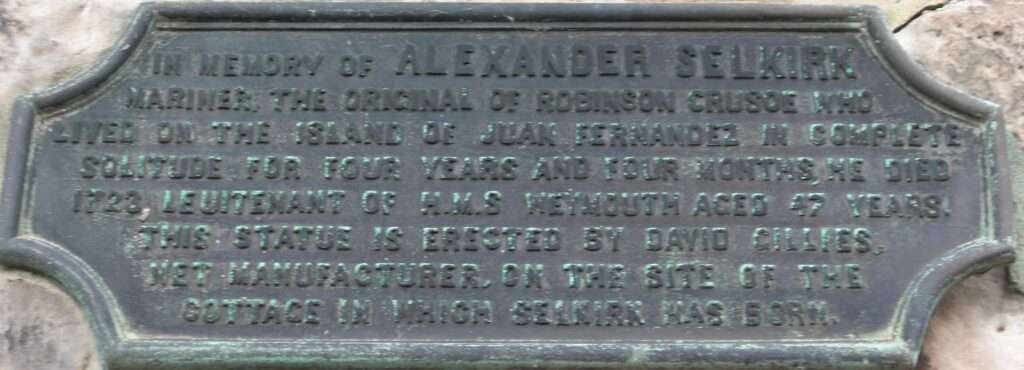 IN MEMORY OF ALEXANDER SELKIRK
MARINER, THE ORIGINAL OF ROBINSON CRUSOE WHO
LIVED ON THE ISLAND OF JUAN FERNANDEZ IN COMPLETE
SOLITUDE FOR FOUR YEARS AND FOUR MONTHS, HE DIED
1723, LEUITENANT OF H.M.S WEYMOUTH AGED 47 YEARS.
THIS STATUE IS ERECTED BY DAVID GILLIES,
NET MANUFACTURER, ON THE SITE OF THE
COTTAGE IN WHICH SELKIRK WAS BORN.